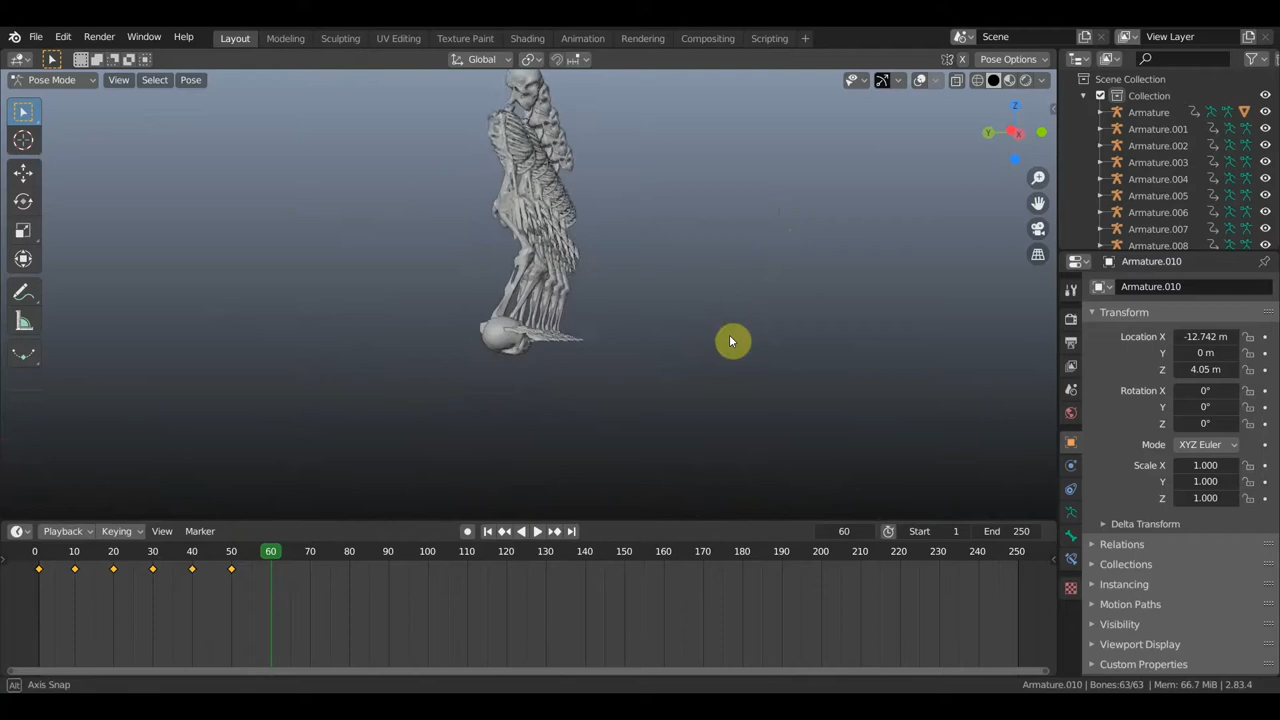 File Edit Render Window Help Layout Modeling Sculpting UV Editing Texture Paint Shading Animation Rendering Compositing Scripting + Scene View Layer
Global X Pose Options
Pose Mode View Select Pose
Scene Collection
Collection
Armature
Armature.001
Armature.002
Armature.003
Armature.004
Armature.005
Armature.006
Armature.007
Armature.008
Z
Y X
Armature.010
Armature.010
Transform
Location X -12.742 m
Y 0 m
Z 4.05 m
Rotation X 0°
Y 0°
Z 0°
Mode XYZ Euler
Scale X 1.000
Y 1.000
Z 1.000
Delta Transform
Relations
Collections
Instancing
Motion Paths
Visibility
Viewport Display
Custom Properties
Playback Keying View Marker 60 Start 1 End 250
0 10 20 30 40 50 60 70 80 90 100 110 120 130 140 150 160 170 180 190 200 210 220 230 240 250
Alt Axis Snap Armature.010 | Bones:63/63 | Mem: 66.7 MiB | 2.83.4